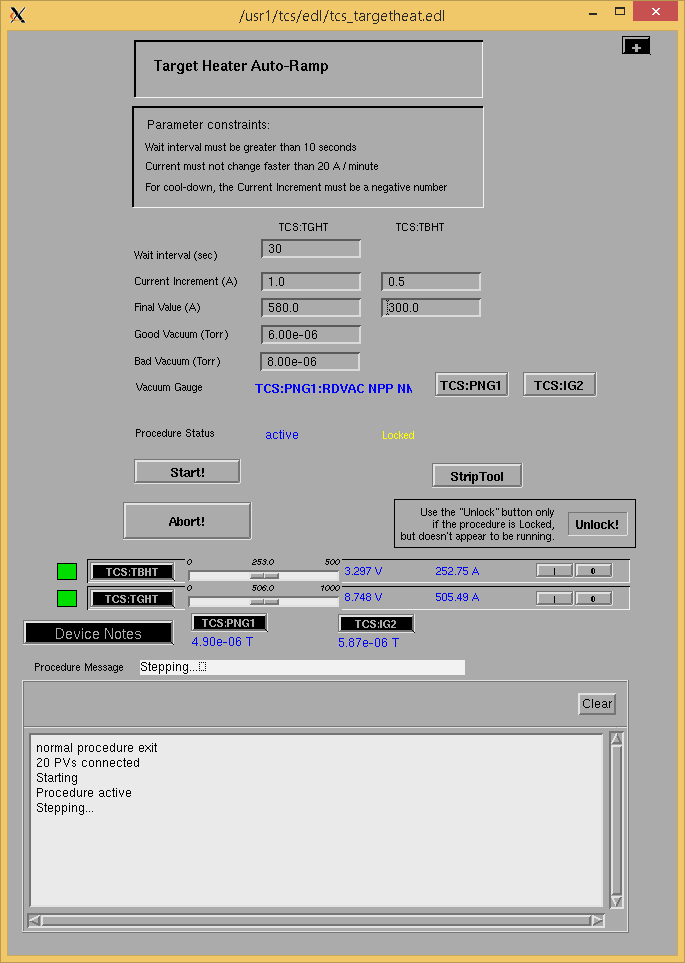 /usr1/tcs/edl/tcs_targetheat.edl
+
Target Heater Auto-Ramp
Parameter constraints:
Wait interval must be greater than 10 seconds
Current must not change faster than 20 A / minute
For cool-down, the Current Increment must be a negative number
TCS:TGHT TCS:TBHT
Wait interval (sec) 30
Current Increment (A) 1.0 0.5
Final Value (A) 580.0 300.0
Good Vacuum (Torr) 6.00e-06
Bad Vacuum (Torr) 8.00e-06
Vacuum Gauge TCS:PNG1:RDVAC NPP TCS:PNG1 TCS:IG2
Procedure Status active Locked
Start! StripTool
Abort!
Use the "Unlock" button only
if the procedure is Locked,
but doesn't appear to be running.
Unlock!
0 253.0 500
TCS:TBHT 3.297 V 252.75 A | 0
0 506.0 1000
TCS:TGHT 8.748 V 505.49 A | 0
Device Notes TCS:PNG1 TCS:IG2
4.90e-06 T 5.87e-06 T
Procedure Message Stepping...
Clear
normal procedure exit
20 PVs connected
Starting
Procedure active
Stepping...